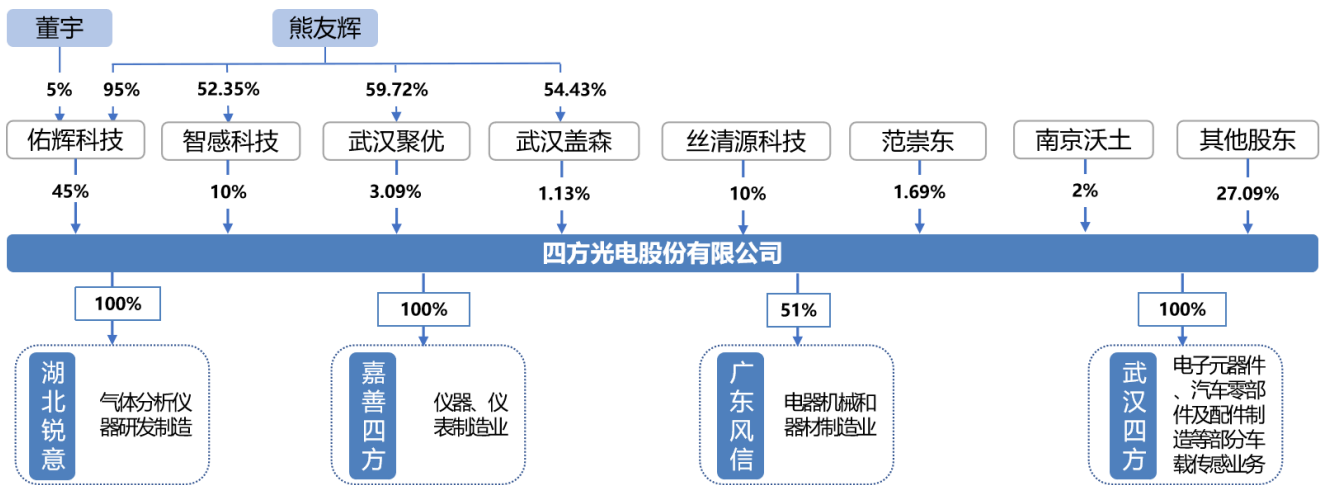 董宇
熊友辉
5%
95%
52.35%
59.72%
54.43%
佑辉科技
智感科技
武汉聚优
武汉盖森
丝清源科技
范崇东
南京沃土
其他股东
45%
10%
3.09%
1.13%
10%
1.69%
2%
27.09%
四方光电股份有限公司
100%
100%
51%
100%
湖北锐意
气体分析仪
器研发制造
嘉善四方
仪器、仪
表制造业
广东风信
电器机械和
器材制造业
武汉四方
电子元器件
、汽车零部
件及配件制
造等部分车
载传感业务